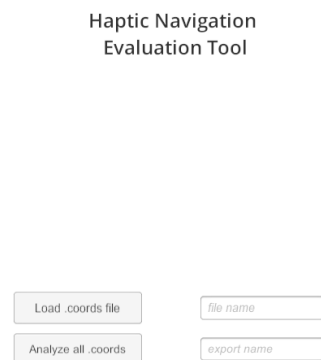 Haptic Navigation
Evaluation Tool
Load .coords file
file name
Analyze all .coords
export name